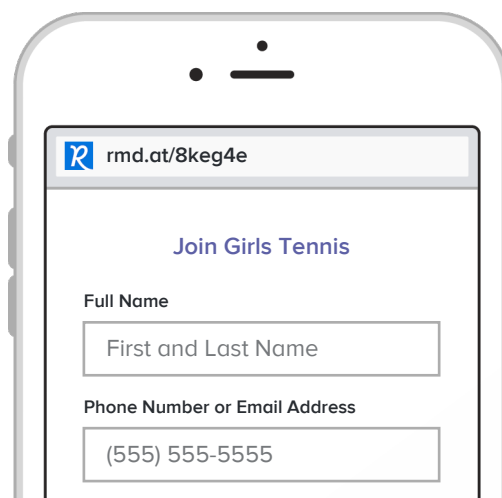 rmd.at/8keg4e
Join Girls Tennis
Full Name
First and Last Name
Phone Number or Email Address
(555) 555-5555